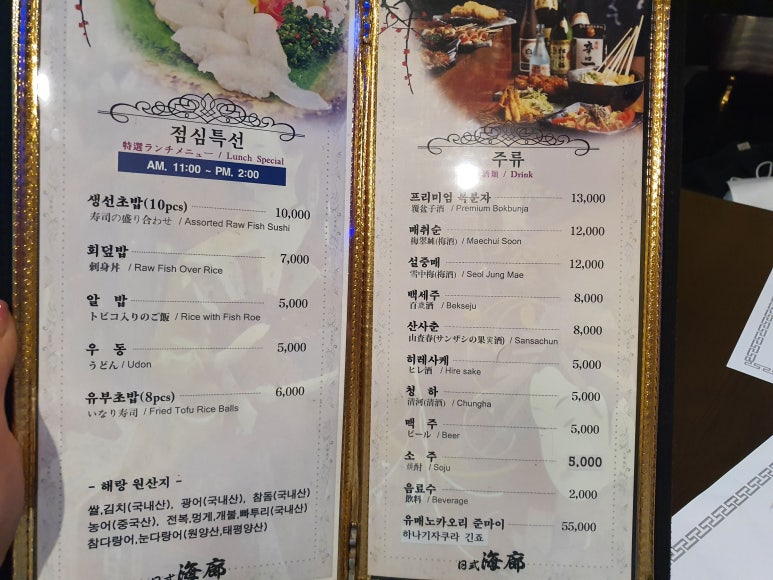 점심특선
特選ランチメニュー / Lunch Special
AM. 11:00 ~ PM. 2:00
생선초밥(10pcs) 10,000
寿司の盛り合わせ / Assorted Raw Fish Sushi
회덮밥 7,000
刺身丼 / Raw Fish Over Rice
알 밥 5,000
トビコ入りのご飯 / Rice with Fish Roe
우 동 5,000
うどん / Udon
유부초밥(8pcs) 6,000
いなり寿司 / Fried Tofu Rice Balls
- 해랑 원산지 -
쌀,김치(국내산), 광어(국내산), 참돔(국내산)
농어(중국산), 전복,멍게,개불,빠투리(국내산)
참다랑어,눈다랑어(원양산,태평양산)
日式 海廊
주류
酒類 / Drink
프리미엄 복분자 13,000
覆盆子酒 / Premium Bokbunja
매취순 12,000
梅翠純(梅酒) / Maechui Soon
설중매 12,000
雪中梅(梅酒) / Seol Jung Mae
백세주 8,000
百歲酒 / Bekseju
산사춘 8,000
山査春(サンザシの果実酒) / Sansachun
히레사케 5,000
ヒレ酒 / Hire sake
청 하 5,000
清河(清酒) / Chungha
맥 주 5,000
ビール / Beer
소 주 5,000
焼酎 / Soju
음료수 2,000
飲料 / Beverage
유메노카오리 준마이 55,000
하나기자쿠라 긴죠
日式 海廊